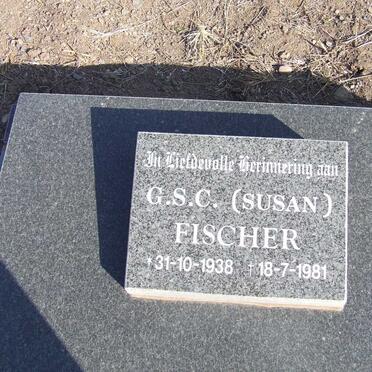 In Liefdevolle Herinnering aan
G.S.C. (SUSAN)
FISCHER
*31-10-1938 †18-7-1981